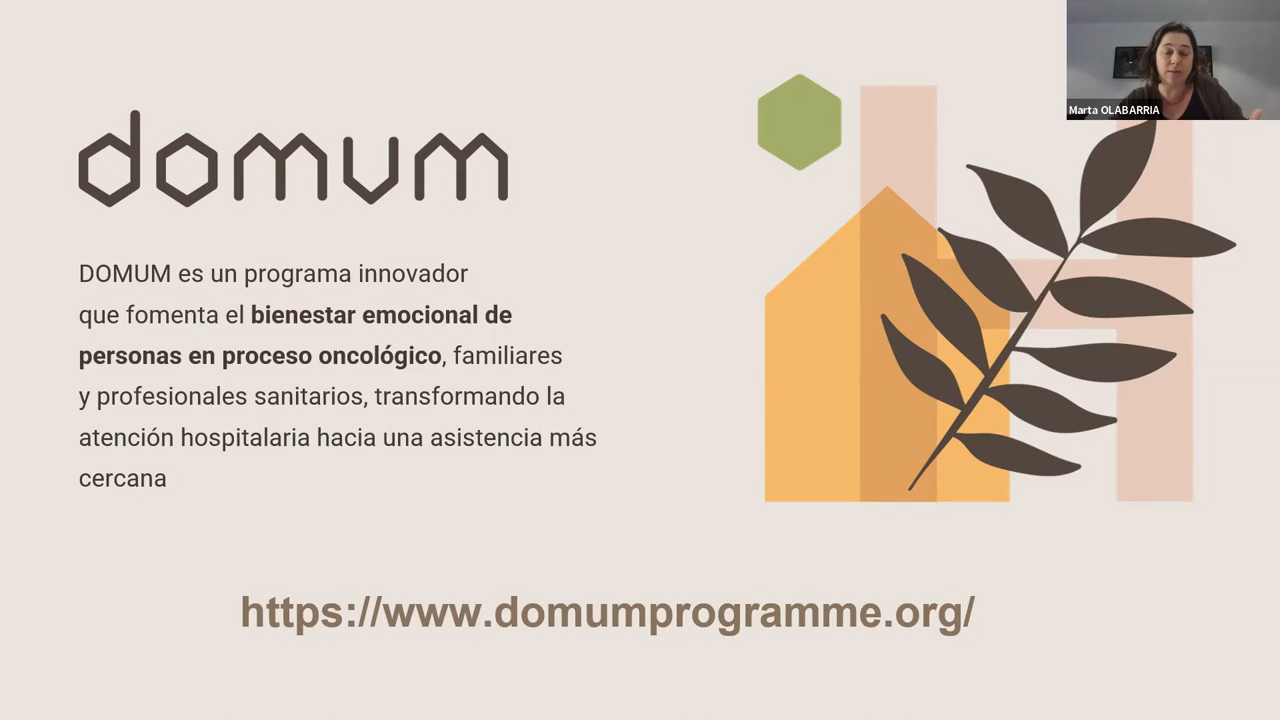 domum
Marta OLABARRIA
DOMUM es un programa innovador
que fomenta el bienestar emocional de
personas en proceso oncológico, familiares
y profesionales sanitarios, transformando la
atención hospitalaria hacia una asistencia más
cercana
https://www.domumprogramme.org/